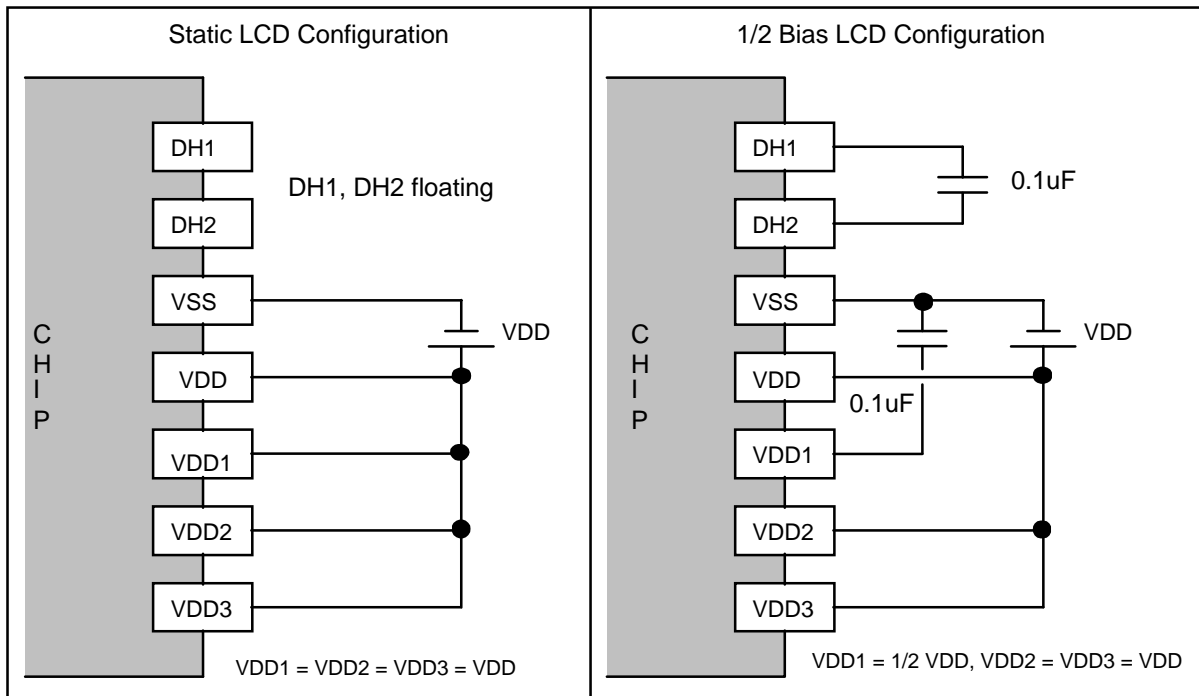 Static LCD Configuration
DH1
DH2
DH1, DH2 floating
VSS
VDD
VDD
VDD1
VDD2
VDD3
C
H
I
P
VDD1 = VDD2 = VDD3 = VDD
1/2 Bias LCD Configuration
DH1
0.1uF
DH2
VSS
VDD
VDD
0.1uF
VDD1
VDD2
VDD3
C
H
I
P
VDD1 = 1/2 VDD, VDD2 = VDD3 = VDD